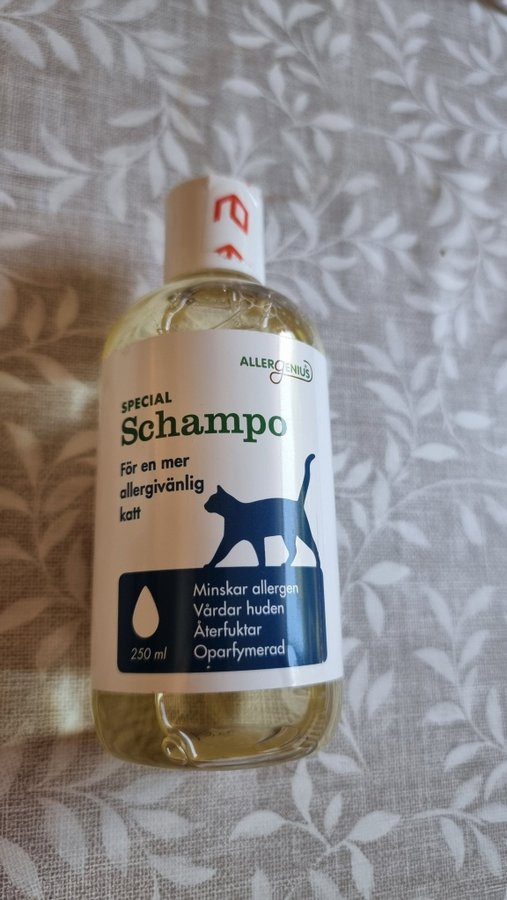 ALLERGENIUS
SPECIAL
Schampo
För en mer
allergivänlig
katt
Minskar allergen
Vårdar huden
Återfuktar
Oparfymerad
250 ml